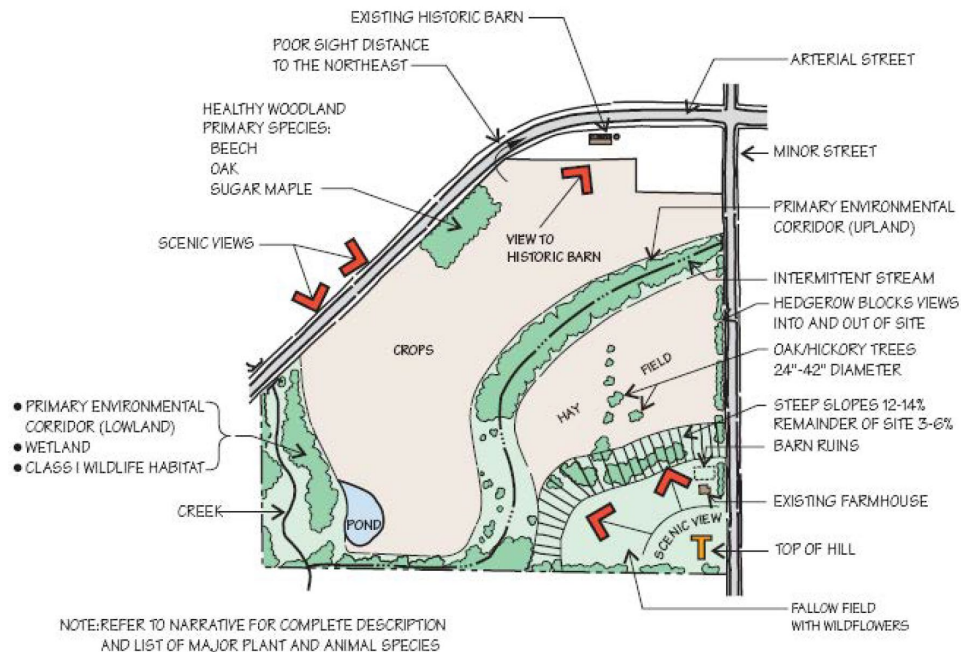 EXISTING HISTORIC BARN
POOR SIGHT DISTANCE
TO THE NORTHEAST
ARTERIAL STREET
HEALTHY WOODLAND
PRIMARY SPECIES:
BEECH
OAK
SUGAR MAPLE
MINOR STREET
SCENIC VIEWS
VIEW TO
HISTORIC BARN
PRIMARY ENVIRONMENTAL
CORRIDOR (UPLAND)
INTERMITTENT STREAM
HEDGEROW BLOCKS VIEWS
INTO AND OUT OF SITE
CROPS
HAY FIELD
OAK/HICKORY TREES
24"-42" DIAMETER
● PRIMARY ENVIRONMENTAL
CORRIDOR (LOWLAND)
● WETLAND
● CLASS I WILDLIFE HABITAT
STEEP SLOPES 12-14%
REMAINDER OF SITE 3-6%
BARN RUINS
EXISTING FARMHOUSE
CREEK
POND
SCENIC VIEW
T
TOP OF HILL
FALLOW FIELD
WITH WILDFLOWERS
NOTE:REFER TO NARRATIVE FOR COMPLETE DESCRIPTION
AND LIST OF MAJOR PLANT AND ANIMAL SPECIES